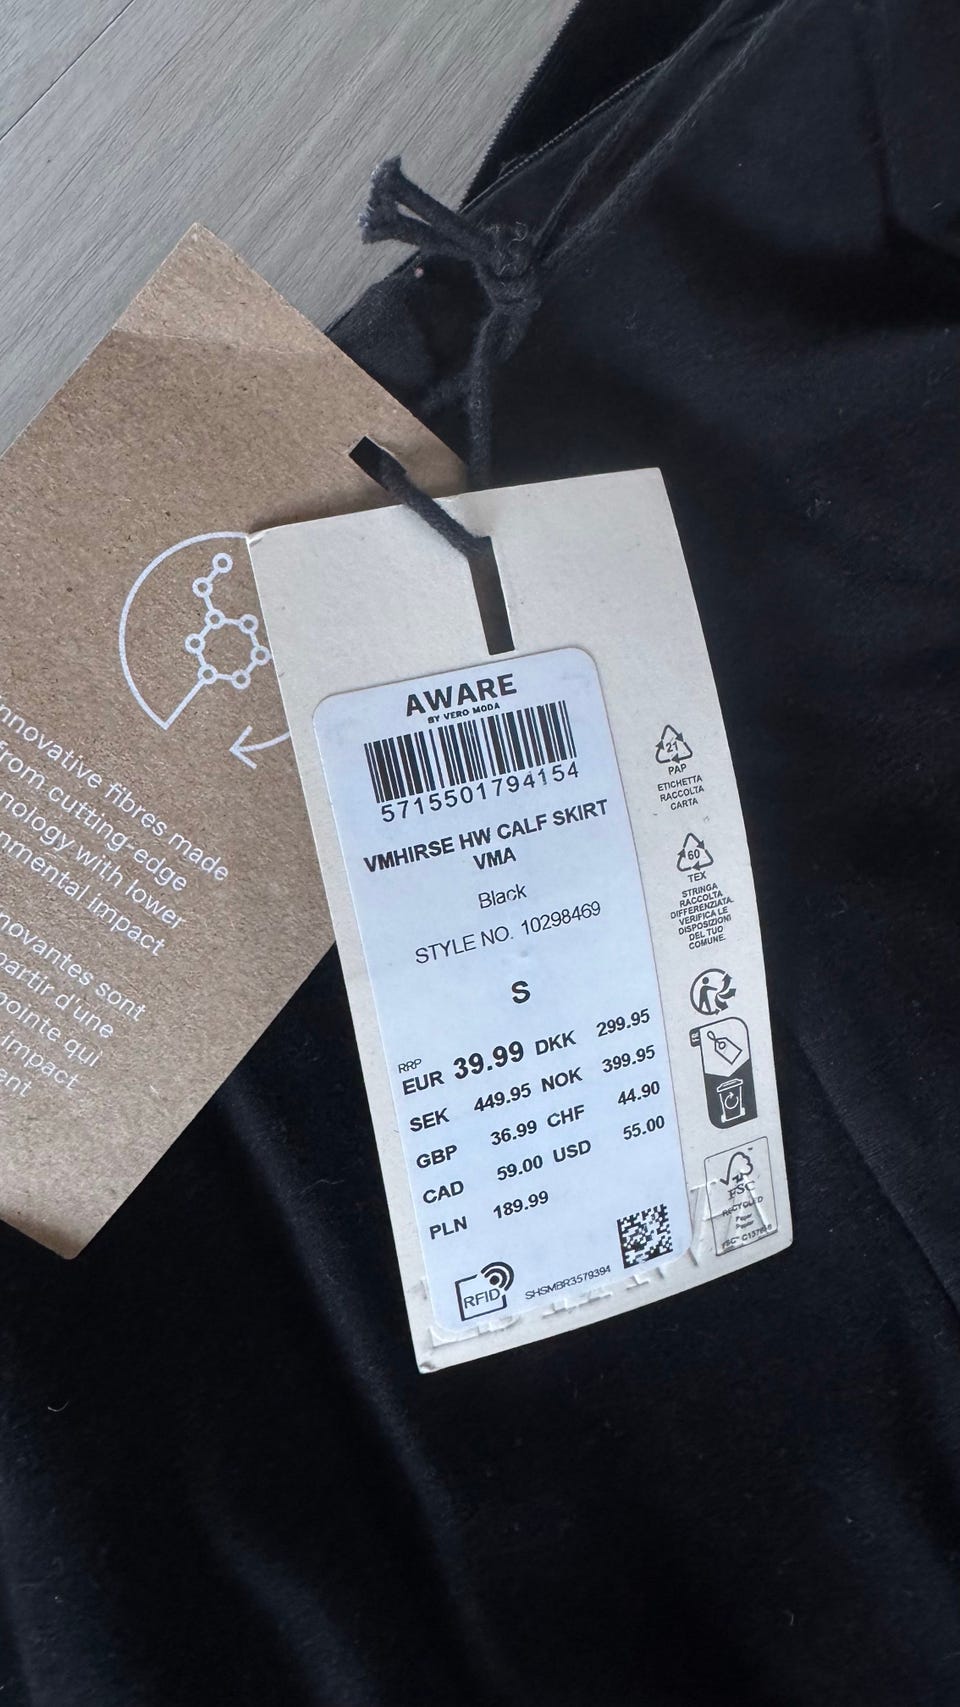 AWARE
BY VERO MODA
5715501794154
VMHIRSE HW CALF SKIRT
VMA
Black
STYLE NO. 10298469
S
RRP
EUR 39.99 DKK 299.95
SEK 449.95 NOK 399.95
GBP 36.99 CHF 44.90
CAD 59.00 USD 55.00
PLN 189.99
RFID
SHSMBR3579394
21
PAP
ETICHETTA
RACCOLTA
CARTA
60
TEX
STRINGA
RACCOLTA
DIFFERENZIATA.
VERIFICA LE
DISPOSIZIONI
DEL TUO
COMUNE.
FR
FSC
RECYCLED
Paper
innovative fibres made
from cutting-edge
nology with lower
nmental impact
novantes sont
partir d'une
pointe qui
impact
ent